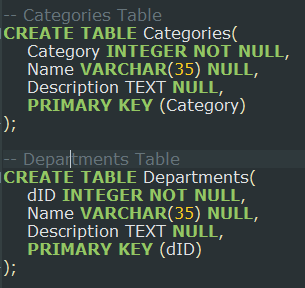 -- Categories Table
CREATE TABLE Categories(
Category INTEGER NOT NULL,
Name VARCHAR(35) NULL,
Description TEXT NULL,
PRIMARY KEY (Category)
);
-- Departments Table
CREATE TABLE Departments(
dID INTEGER NOT NULL,
Name VARCHAR(35) NULL,
Description TEXT NULL,
PRIMARY KEY (dID)
);